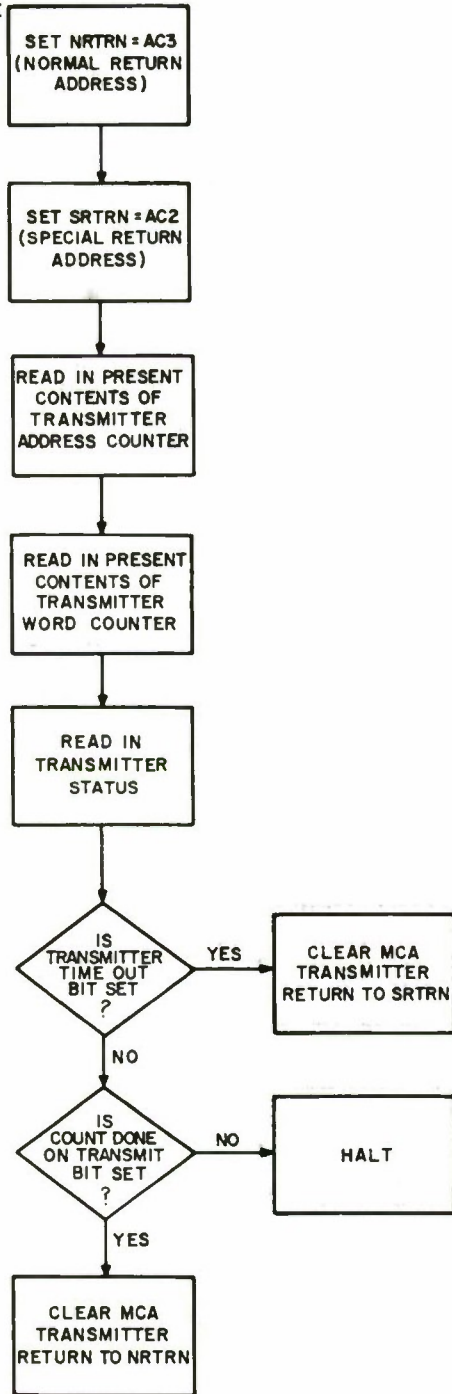 SET NRTRN = AC3
(NORMAL RETURN
ADDRESS)
SET SRTRN = AC2
(SPECIAL RETURN
ADDRESS)
READ IN PRESENT
CONTENTS OF
TRANSMITTER
ADDRESS COUNTER
READ IN PRESENT
CONTENTS OF
TRANSMITTER
WORD COUNTER
READ IN
TRANSMITTER
STATUS
IS
TRANSMITTER
TIME OUT
BIT SET
?
YES
CLEAR MCA
TRANSMITTER
RETURN TO SRTRN
NO
IS
COUNT DONE
ON TRANSMIT
BIT SET
?
NO
HALT
YES
CLEAR MCA
TRANSMITTER
RETURN TO NRTRN